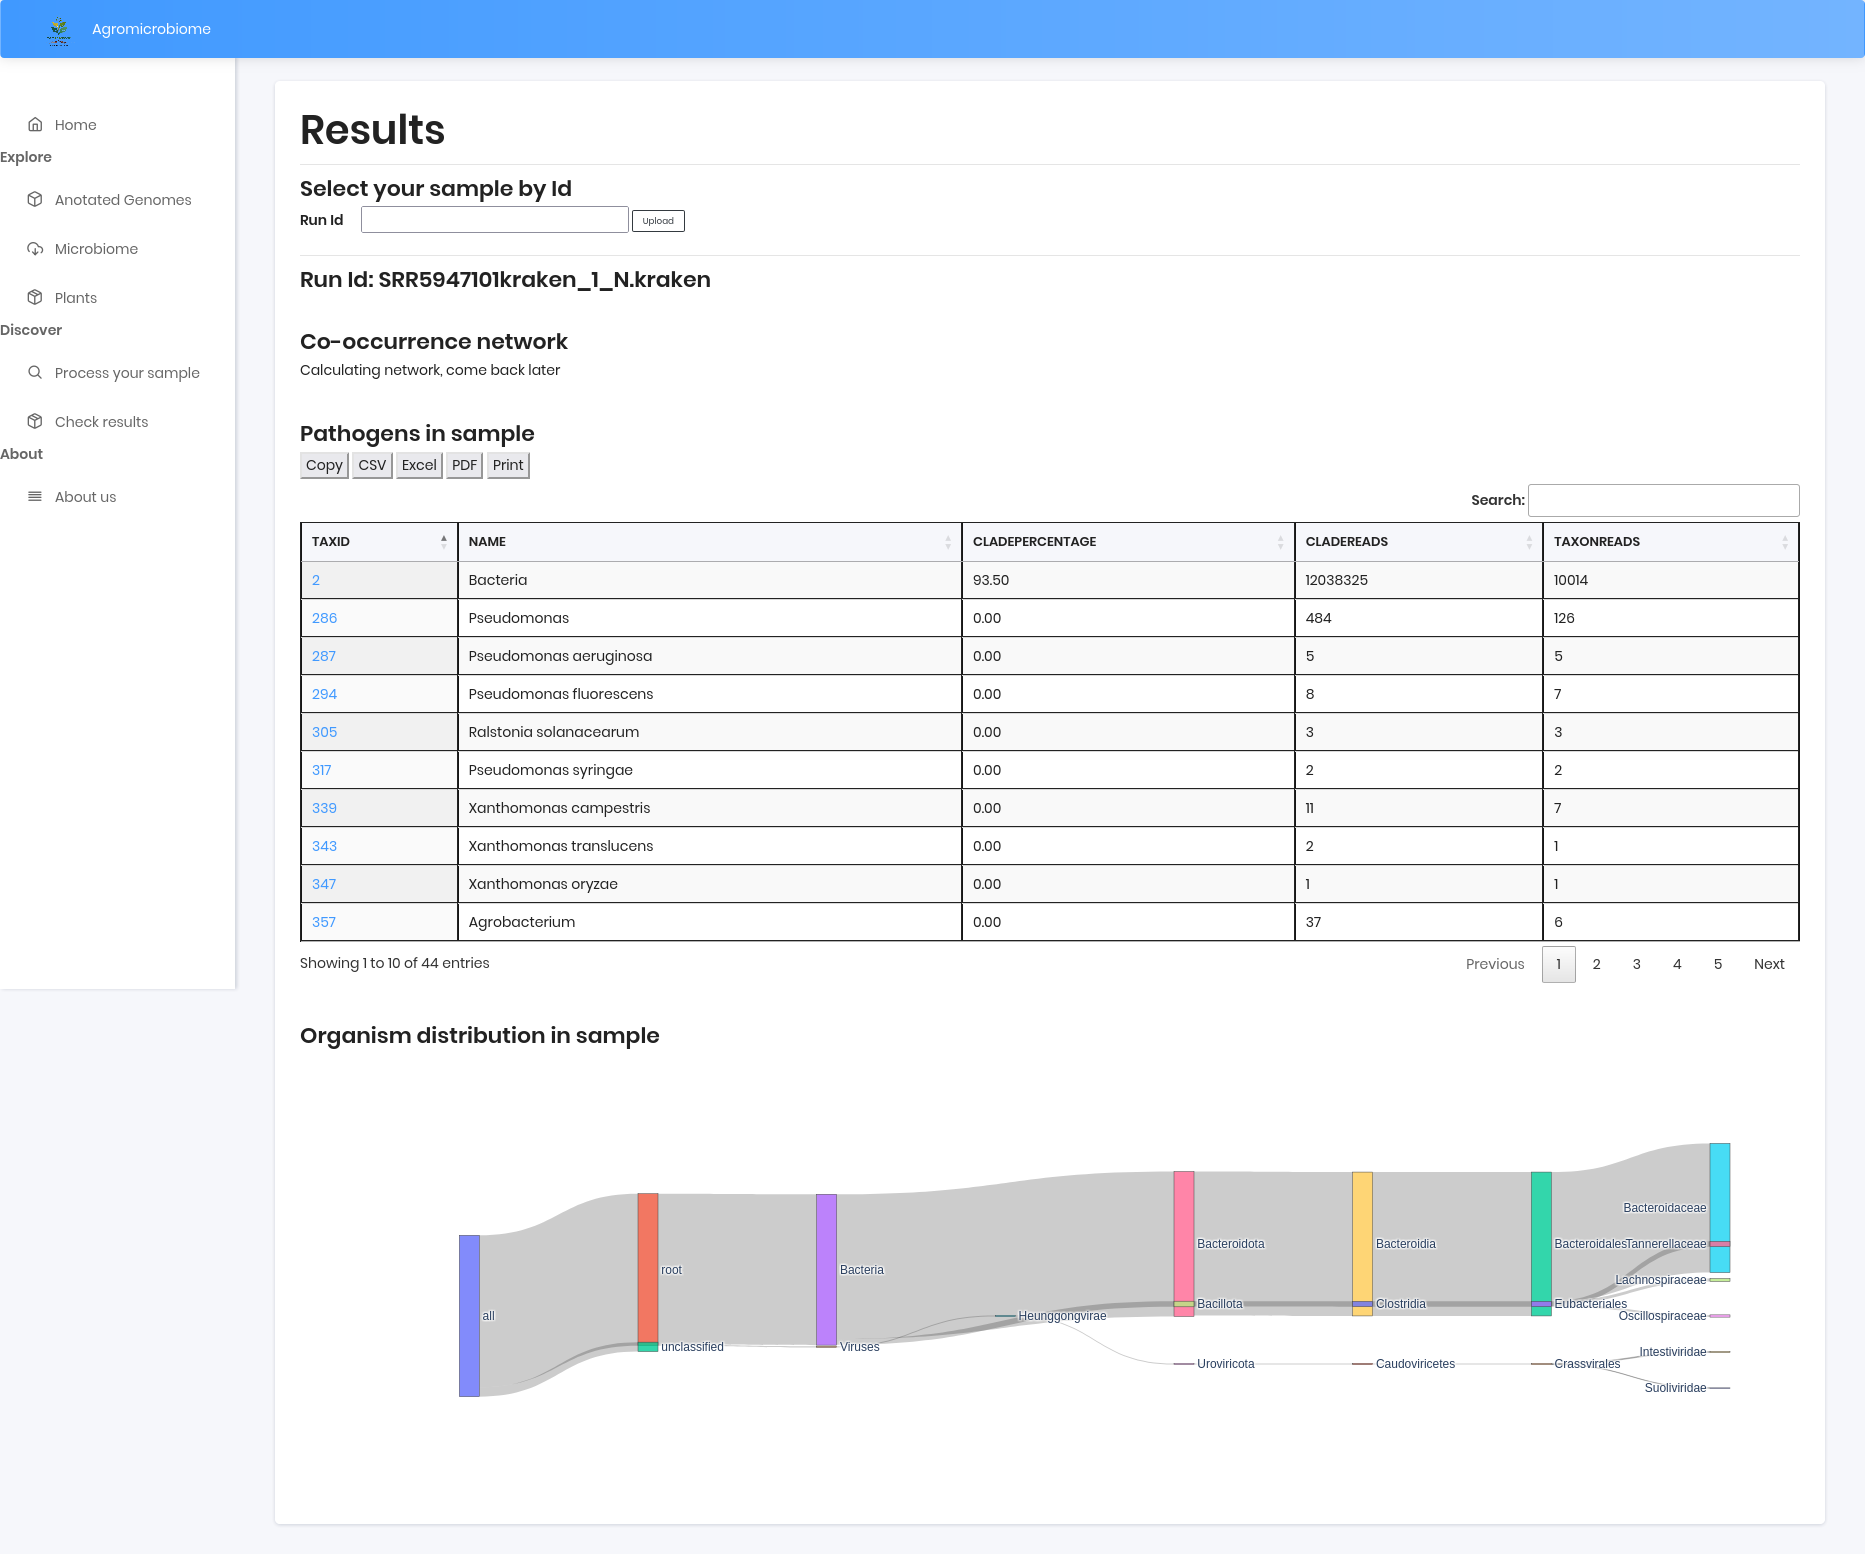 Agromicrobiome
Home
Explore
Anotated Genomes
Microbiome
Plants
Discover
Process your sample
Check results
About
About us
Results
Select your sample by Id
Run Id Upload
Run Id: SRR5947101kraken_1_N.kraken
Co-occurrence network
Calculating network, come back later
Pathogens in sample
Copy CSV Excel PDF Print
Search:
TAXID NAME CLADEPERCENTAGE CLADEREADS TAXONREADS
2 Bacteria 93.50 12038325 10014
286 Pseudomonas 0.00 484 126
287 Pseudomonas aeruginosa 0.00 5 5
294 Pseudomonas fluorescens 0.00 8 7
305 Ralstonia solanacearum 0.00 3 3
317 Pseudomonas syringae 0.00 2 2
339 Xanthomonas campestris 0.00 11 7
343 Xanthomonas translucens 0.00 2 1
347 Xanthomonas oryzae 0.00 1 1
357 Agrobacterium 0.00 37 6
Showing 1 to 10 of 44 entries Previous 1 2 3 4 5 Next
Organism distribution in sample
Bacteroidaceae
Bacteroidota Bacteroidia Bacteroidales Tannerellaceae
root Bacteria
Lachnospiraceae
Bacillota Clostridia Eubacteriales
all Heunggongvirae Oscillospiraceae
unclassified Viruses Intestiviridae
Uroviricota Caudoviricetes Crassvirales
Suoliviridae